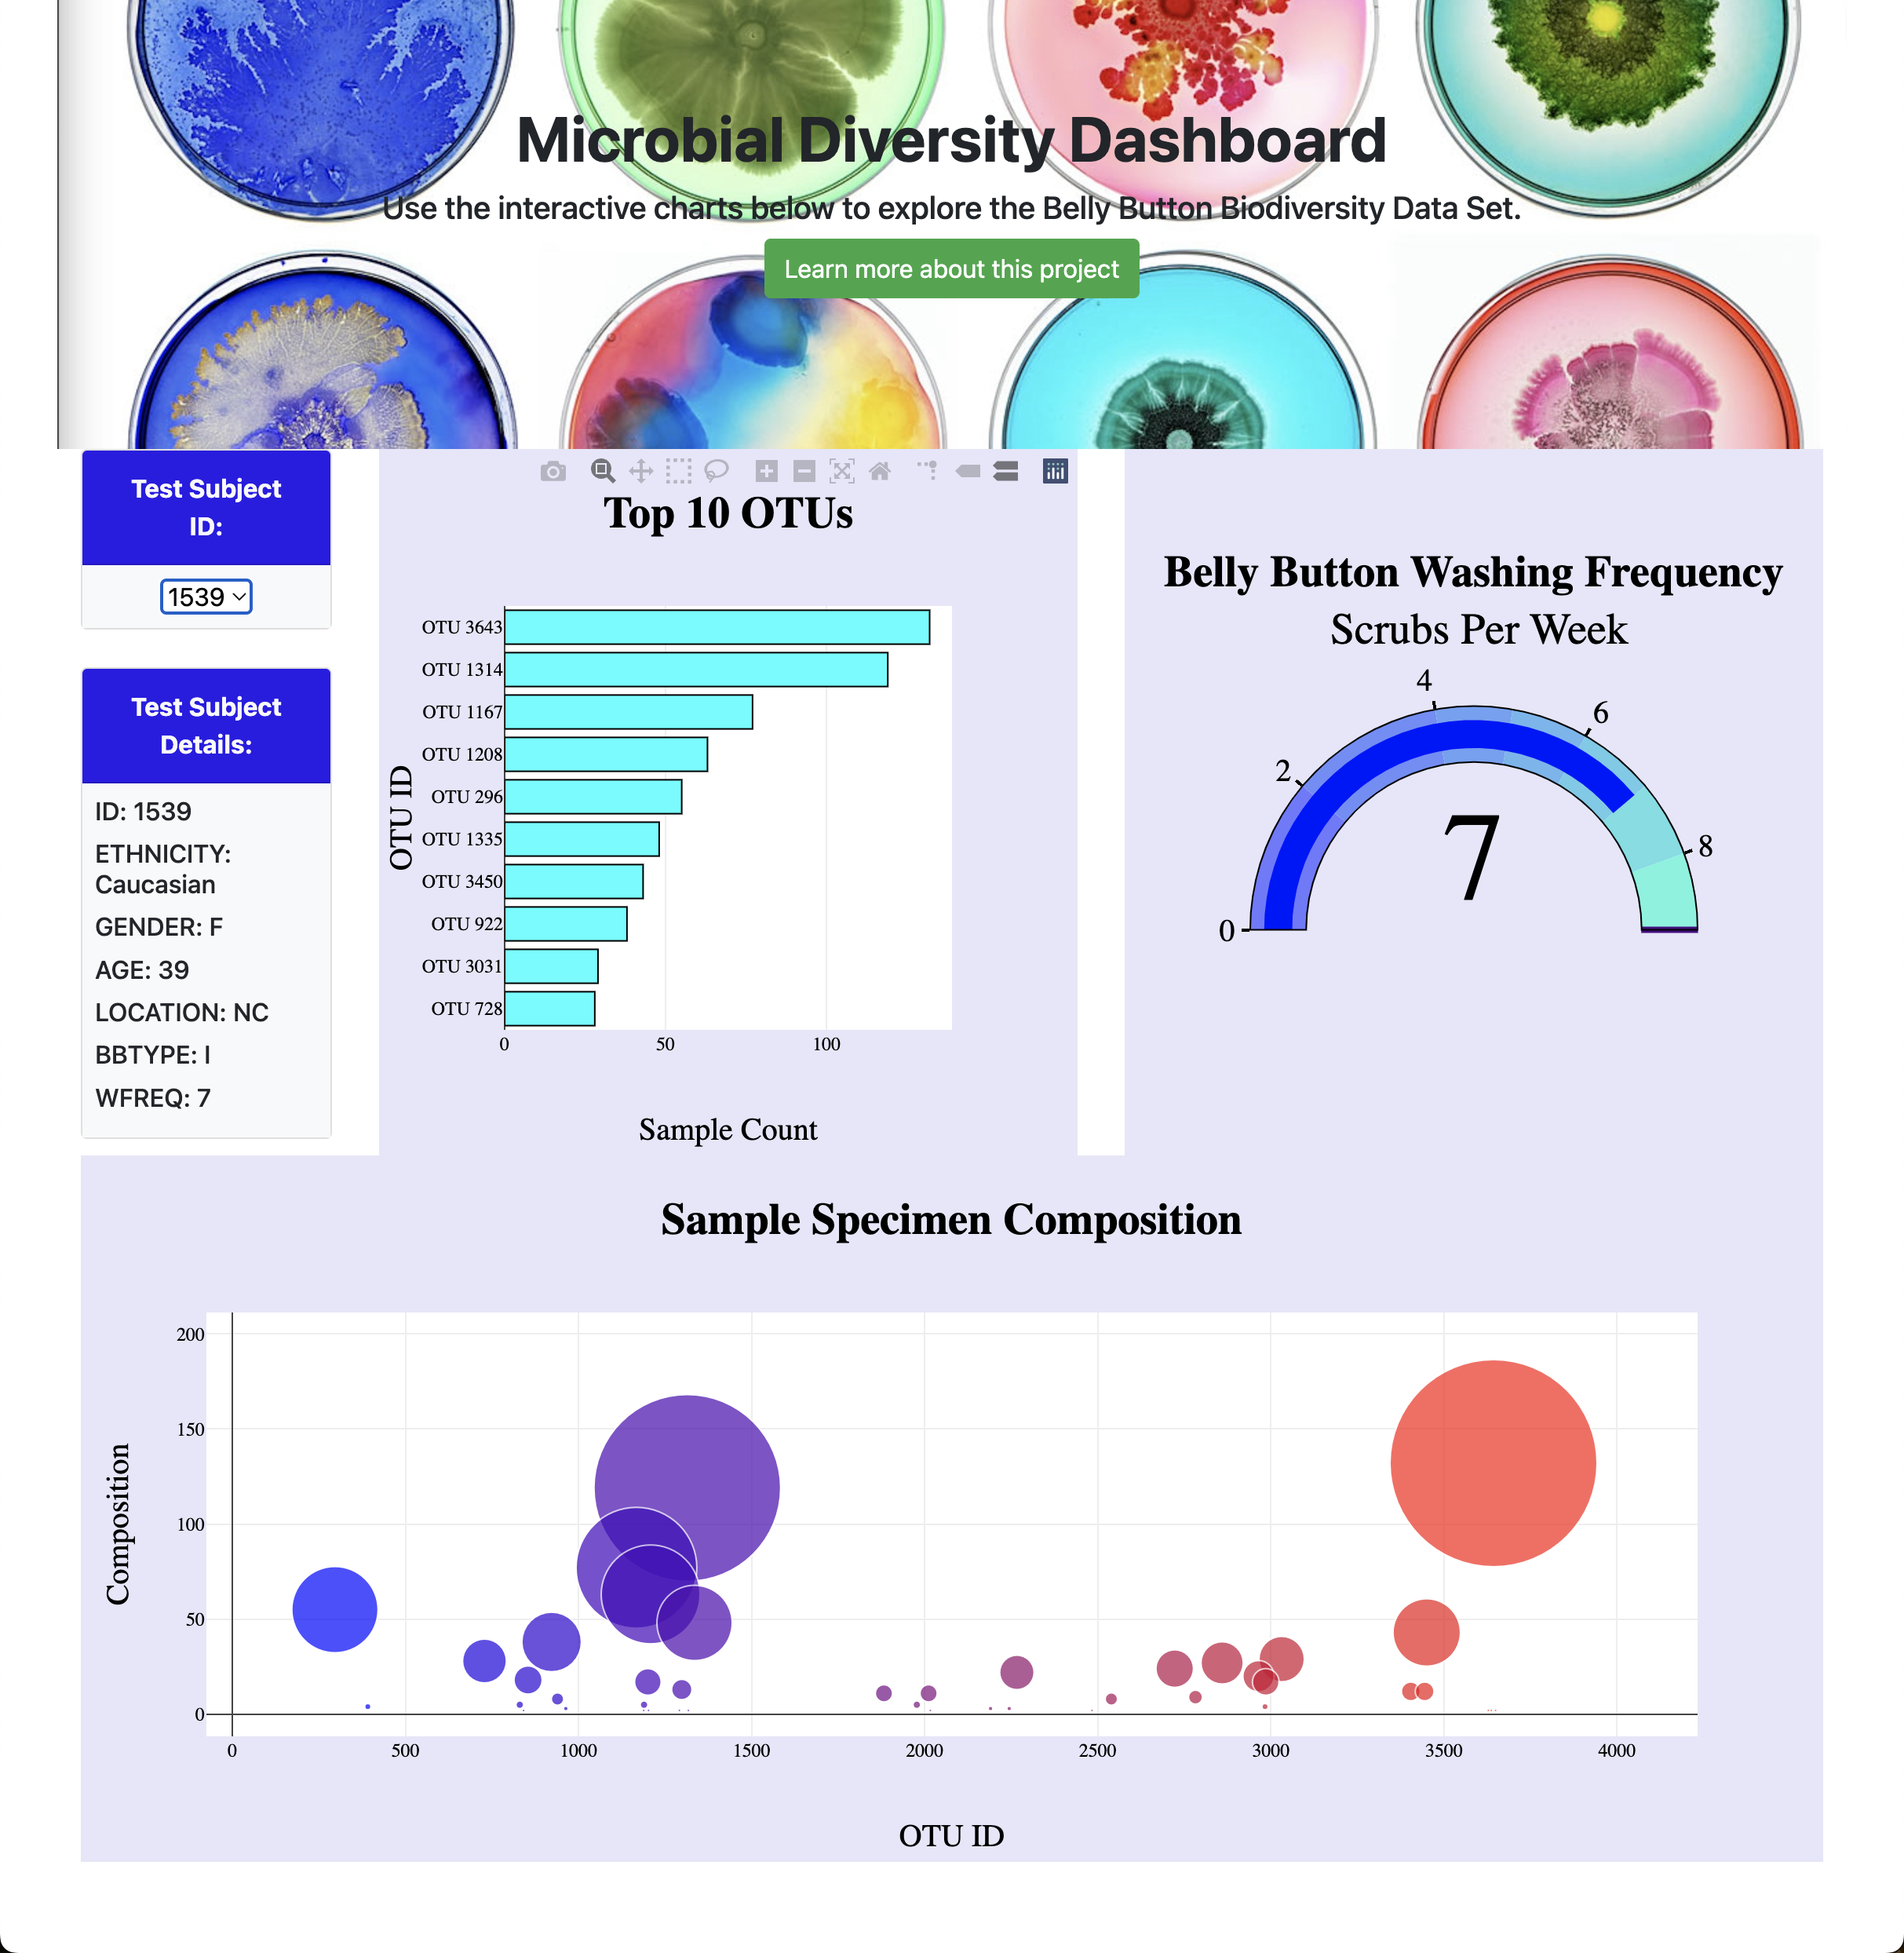 Microbial Diversity Dashboard
Use the interactive charts below to explore the Belly Button Biodiversity Data Set.
Learn more about this project
Test Subject
ID:
1539
Test Subject
Details:
ID: 1539
ETHNICITY:
Caucasian
GENDER: F
AGE: 39
LOCATION: NC
BBTYPE: I
WFREQ: 7
Top 10 OTUs
OTU ID
OTU 3643
OTU 1314
OTU 1167
OTU 1208
OTU 296
OTU 1335
OTU 3450
OTU 922
OTU 3031
OTU 728
0 50 100
Sample Count
Belly Button Washing Frequency
Scrubs Per Week
0 2 4 6 8
7
Sample Specimen Composition
Composition
200
150
100
50
0
0 500 1000 1500 2000 2500 3000 3500 4000
OTU ID